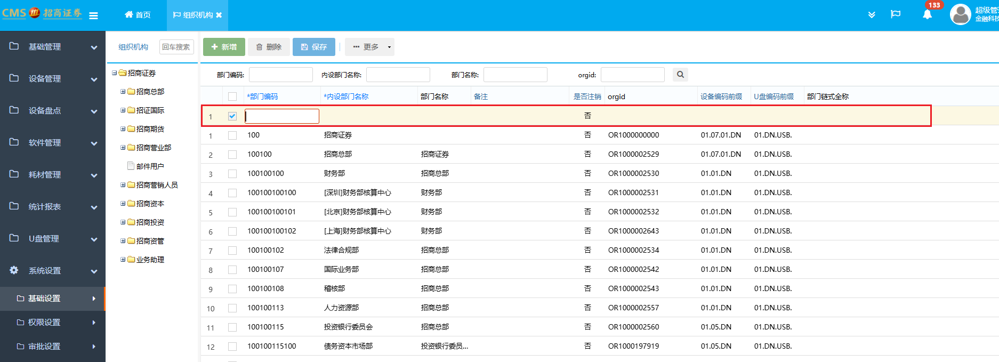 CMS 招商证券
首页
组织机构
133
超级管
金融科技
基础管理
设备管理
设备盘点
软件管理
耗材管理
统计报表
U盘管理
系统设置
基础设置
权限设置
审批设置
组织机构 回车搜索
招商证券
招商总部
招证国际
招商期货
招商营业部
邮件用户
招商营销人员
招商资本
招商投资
招商资管
业务助理
新增 删除 保存 更多
部门编码: 内设部门名称: 部门名称: orgid:
*部门编码 *内设部门名称 部门名称 备注 是否注销 orgid 设备编码前缀 U盘编码前缀 部门链式全称
1 否
1 100 招商证券 否 OR1000000000 01.07.01.DN 01.DN.USB.
2 100100 招商总部 招商证券 否 OR1000002529 01.07.01.DN 01.DN.USB.
3 100100100 财务部 招商总部 否 OR1000002530 01.01.DN 01.DN.USB.
4 100100100100 [深圳]财务部核算中心 财务部 否 OR1000002531 01.01.DN 01.DN.USB.
5 100100100101 [北京]财务部核算中心 财务部 否 OR1000002532 01.01.DN 01.DN.USB.
6 100100100102 [上海]财务部核算中心 财务部 否 OR1000002643 01.01.DN 01.DN.USB.
7 100100102 法律合规部 招商总部 否 OR1000002534 01.01.DN 01.DN.USB.
8 100100107 国际业务部 招商总部 否 OR1000002542 01.01.DN 01.DN.USB.
9 100100108 稽核部 招商总部 否 OR1000002543 01.01.DN 01.DN.USB.
10 100100113 人力资源部 招商总部 否 OR1000002557 01.01.DN 01.DN.USB.
11 100100115 投资银行委员会 招商总部 否 OR1000002560 01.05.DN 01.DN.USB.
12 100100115100 债务资本市场部 投资银行委员... 否 OR1000197919 01.05.DN 01.DN.USB.